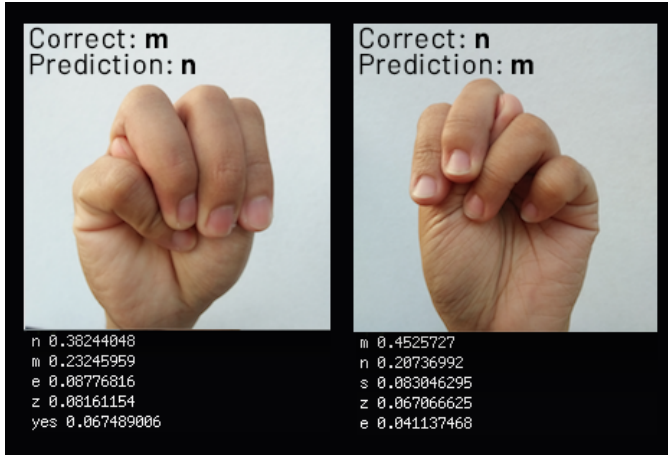 Correct: m
Prediction: n
n 0.38244048
m 0.23245959
e 0.08776816
z 0.08161154
yes 0.067489006
Correct: n
Prediction: m
m 0.4525727
n 0.20736992
s 0.083046295
z 0.067066625
e 0.041137468